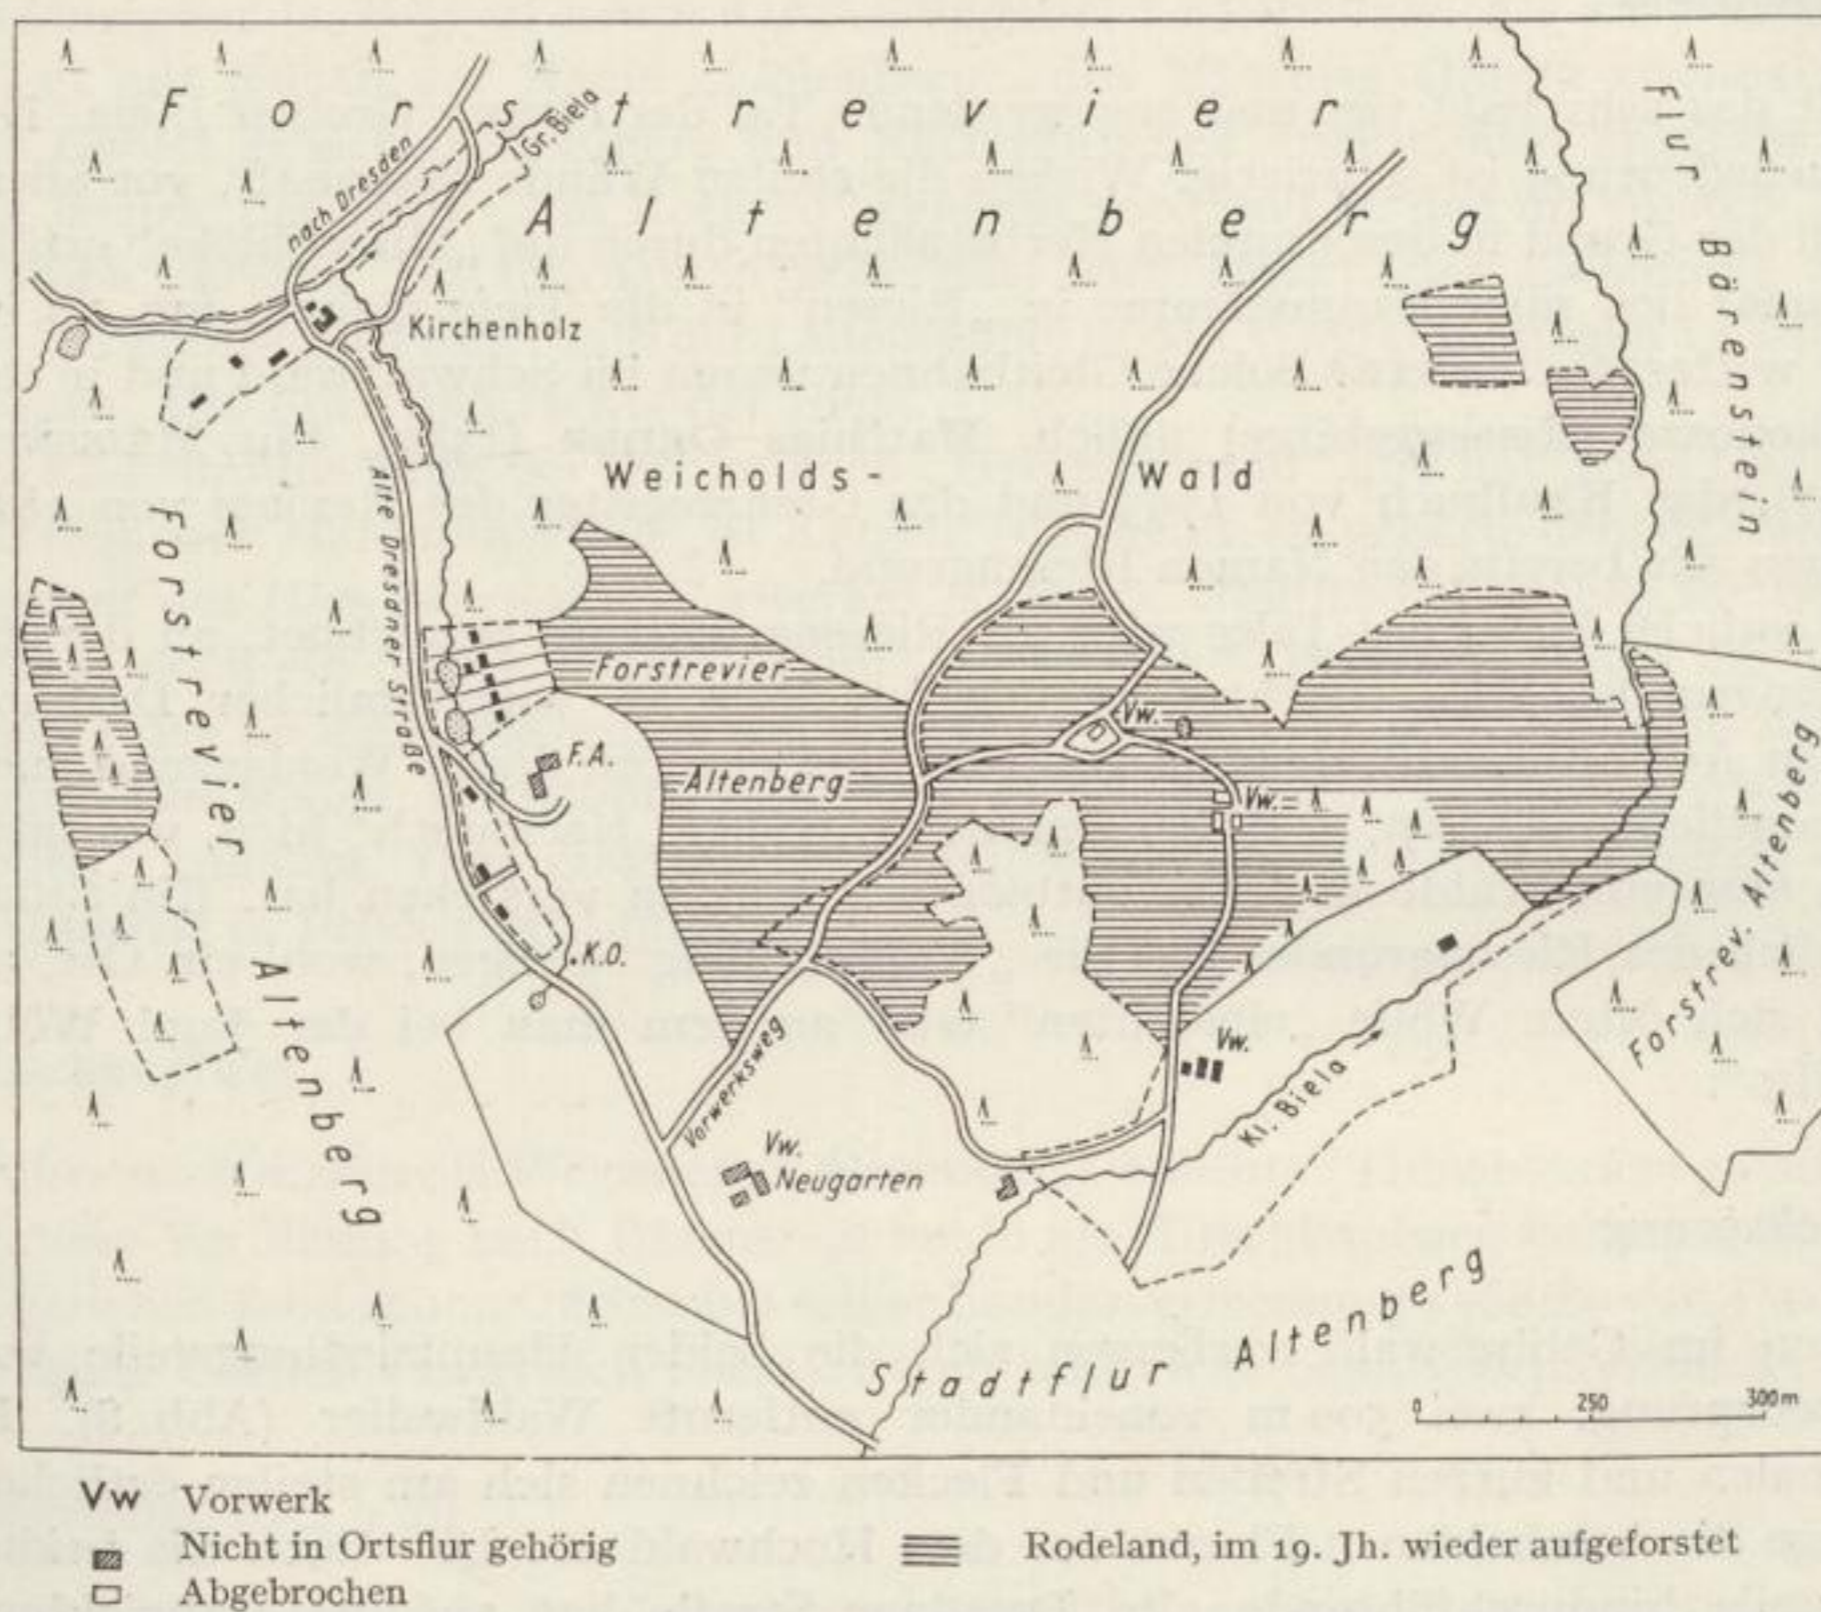 Forstrevier
Altenberg
nach Dresden
Gr. Biela
Flur Bärenstein
Kirchenholz
Weicholds-
Wald
Alte Dresdner Straße
Forstrevier Altenberg
Forstrevier
Altenberg
F.A.
K.O.
Vw.
Vw.
Vorwerksweg
Vw.
Neugarten
Vw.
Kl. Biela
Forstrev. Altenberg
Stadtflur Altenberg
0 250 300m
Vw Vorwerk
Nicht in Ortsflur gehörig
Rodeland, im 19. Jh. wieder aufgeforstet
Abgebrochen